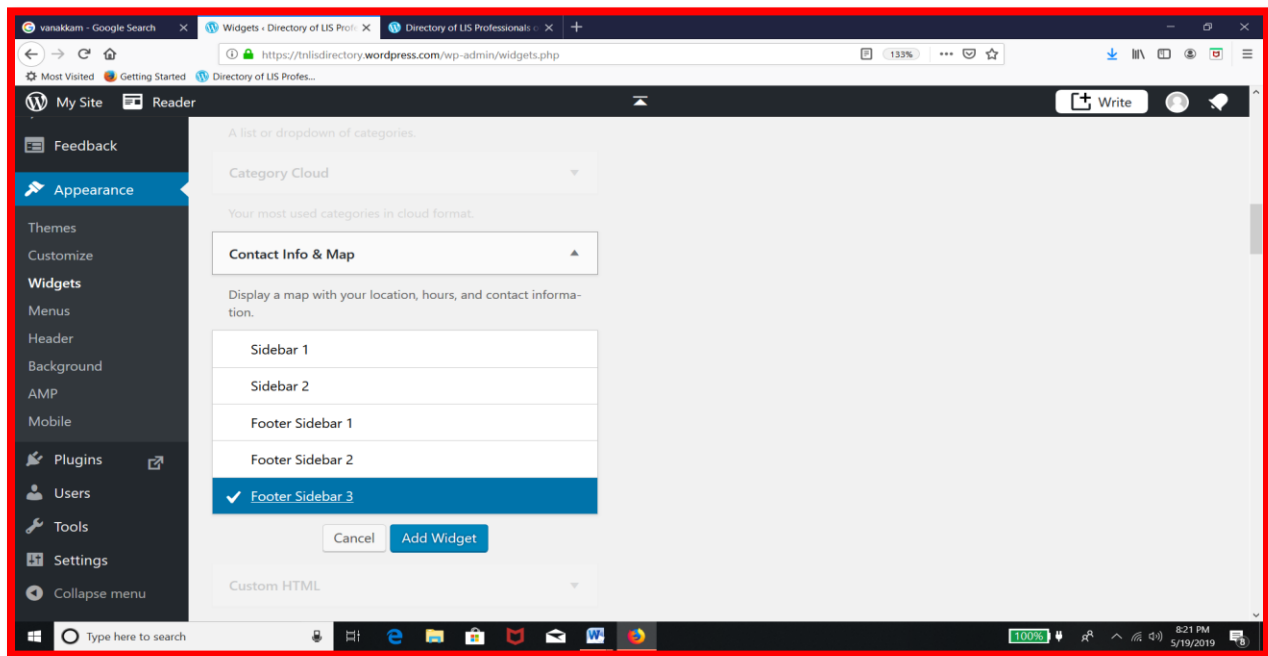 vanakkam - Google Search
Widgets ‹ Directory of LIS Profe
Directory of LIS Professionals o
https://tnlisdirectory.wordpress.com/wp-admin/widgets.php
133%
Most Visited Getting Started Directory of LIS Profes...
My Site Reader
Write
Feedback
Appearance
Themes
Customize
Widgets
Menus
Header
Background
AMP
Mobile
Plugins
Users
Tools
Settings
Collapse menu
A list or dropdown of categories.
Category Cloud
Your most used categories in cloud format.
Contact Info & Map
Display a map with your location, hours, and contact informa-
tion.
Sidebar 1
Sidebar 2
Footer Sidebar 1
Footer Sidebar 2
Footer Sidebar 3
Cancel Add Widget
Custom HTML
Type here to search
100%
8:21 PM
5/19/2019
8